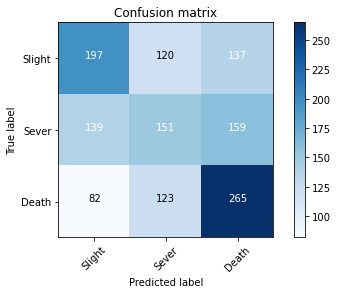 Confusion matrix
Slight 197 120 137
Sever 139 151 159
Death 82 123 265
True label
Slight Sever Death
Predicted label
250
225
200
175
150
125
100